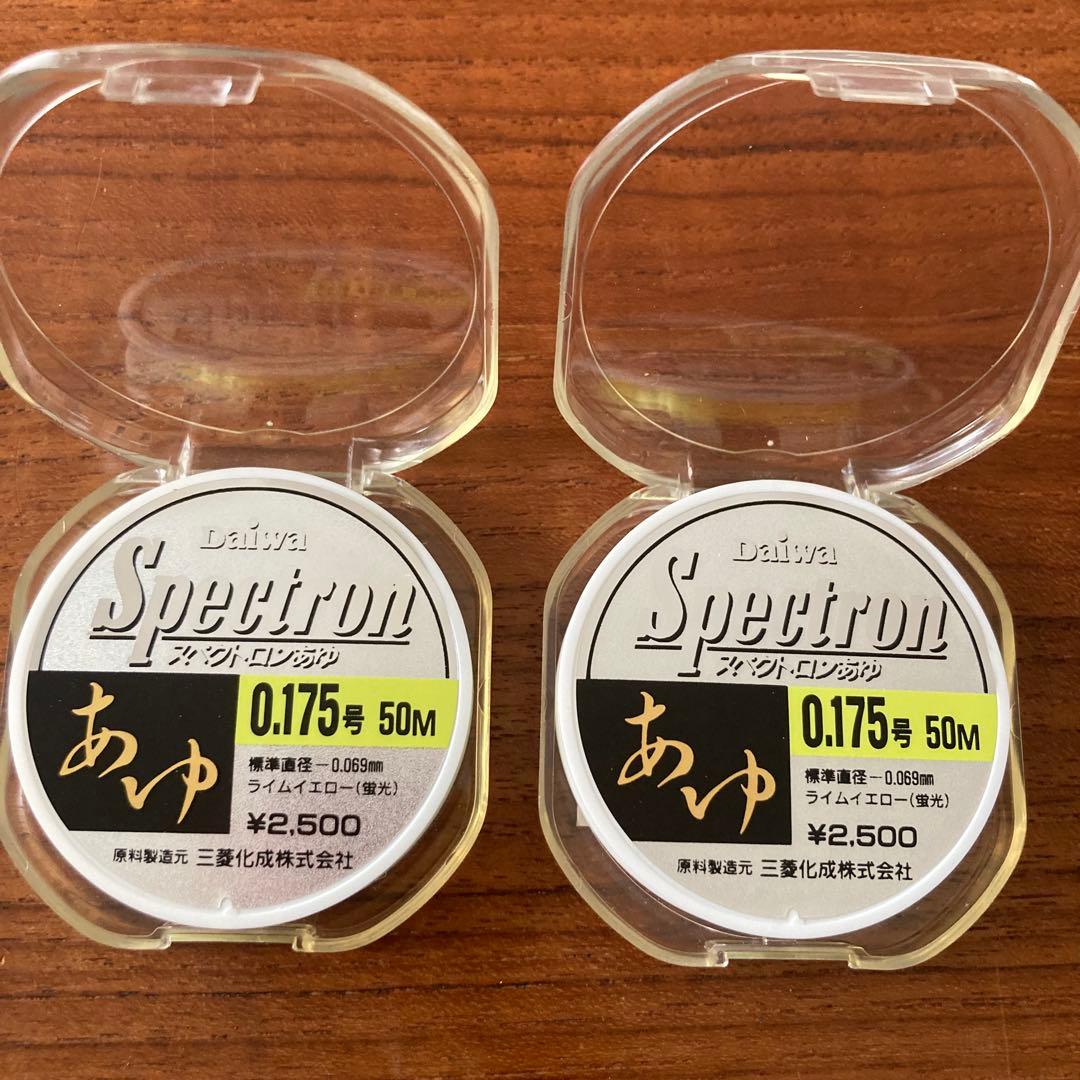 Daiwa
Spectron
スペクトロンあゆ
あゆ
0.175号 50M
標準直径－0.069mm
ライムイエロー(蛍光)
¥2,500
原料製造元 三菱化成株式会社
Daiwa
Spectron
スペクトロンあゆ
あゆ
0.175号 50M
標準直径－0.069mm
ライムイエロー(蛍光)
¥2,500
原料製造元 三菱化成株式会社